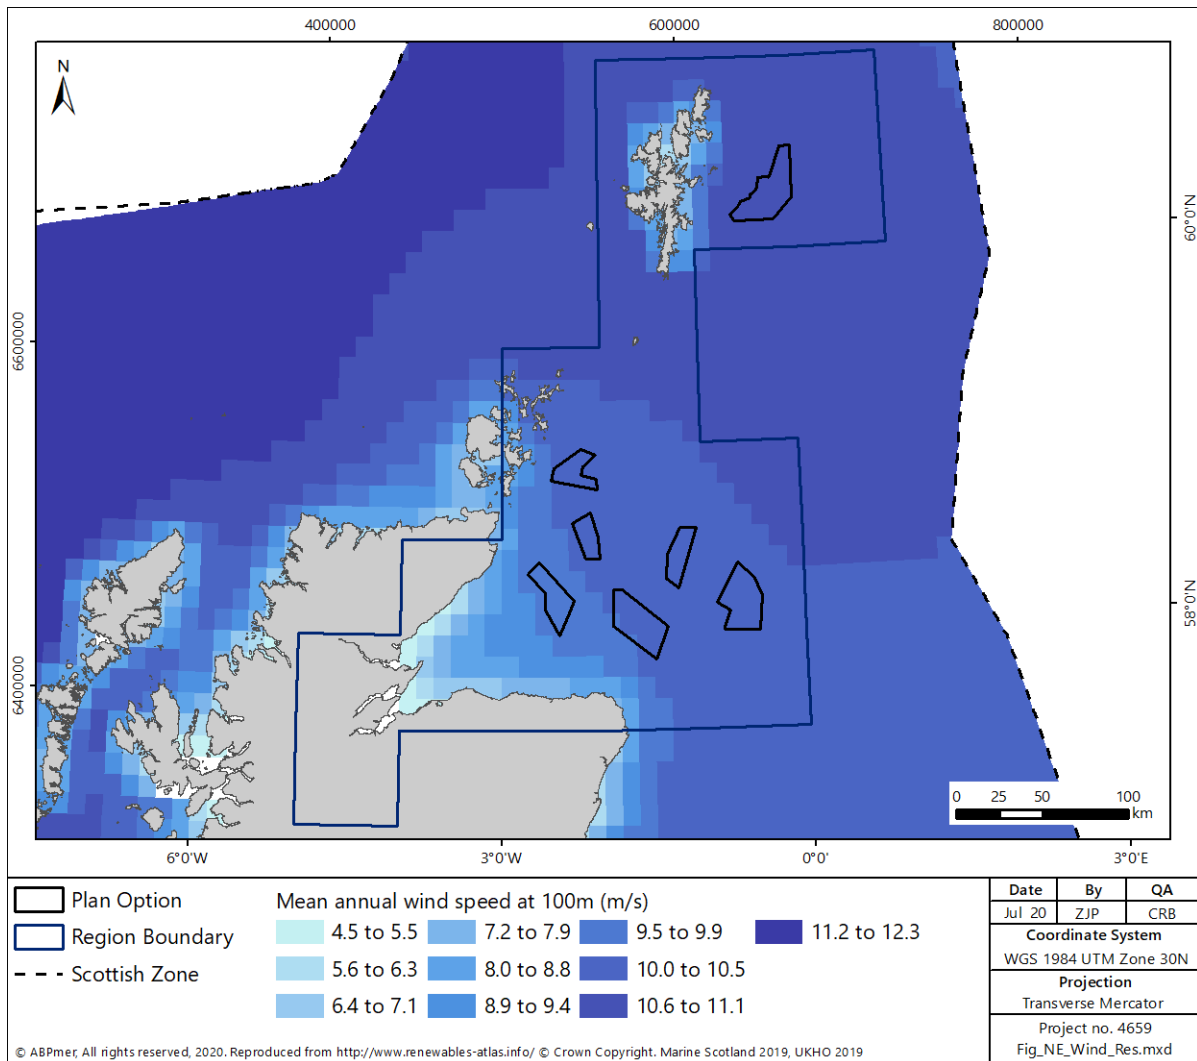 400000 600000 800000
N
60°0'N
6600000
58°0'N
6400000
0 25 50 100
km
6°0'W 3°0'W 0°0' 3°0'E
Plan Option
Region Boundary
Scottish Zone
Mean annual wind speed at 100m (m/s)
4.5 to 5.5 7.2 to 7.9 9.5 to 9.9 11.2 to 12.3
5.6 to 6.3 8.0 to 8.8 10.0 to 10.5
6.4 to 7.1 8.9 to 9.4 10.6 to 11.1
Date By QA
Jul 20 ZJP CRB
Coordinate System
WGS 1984 UTM Zone 30N
Projection
Transverse Mercator
Project no. 4659
Fig_NE_Wind_Res.mxd
© ABPmer, All rights reserved, 2020. Reproduced from http://www.renewables-atlas.info/ © Crown Copyright. Marine Scotland 2019, UKHO 2019